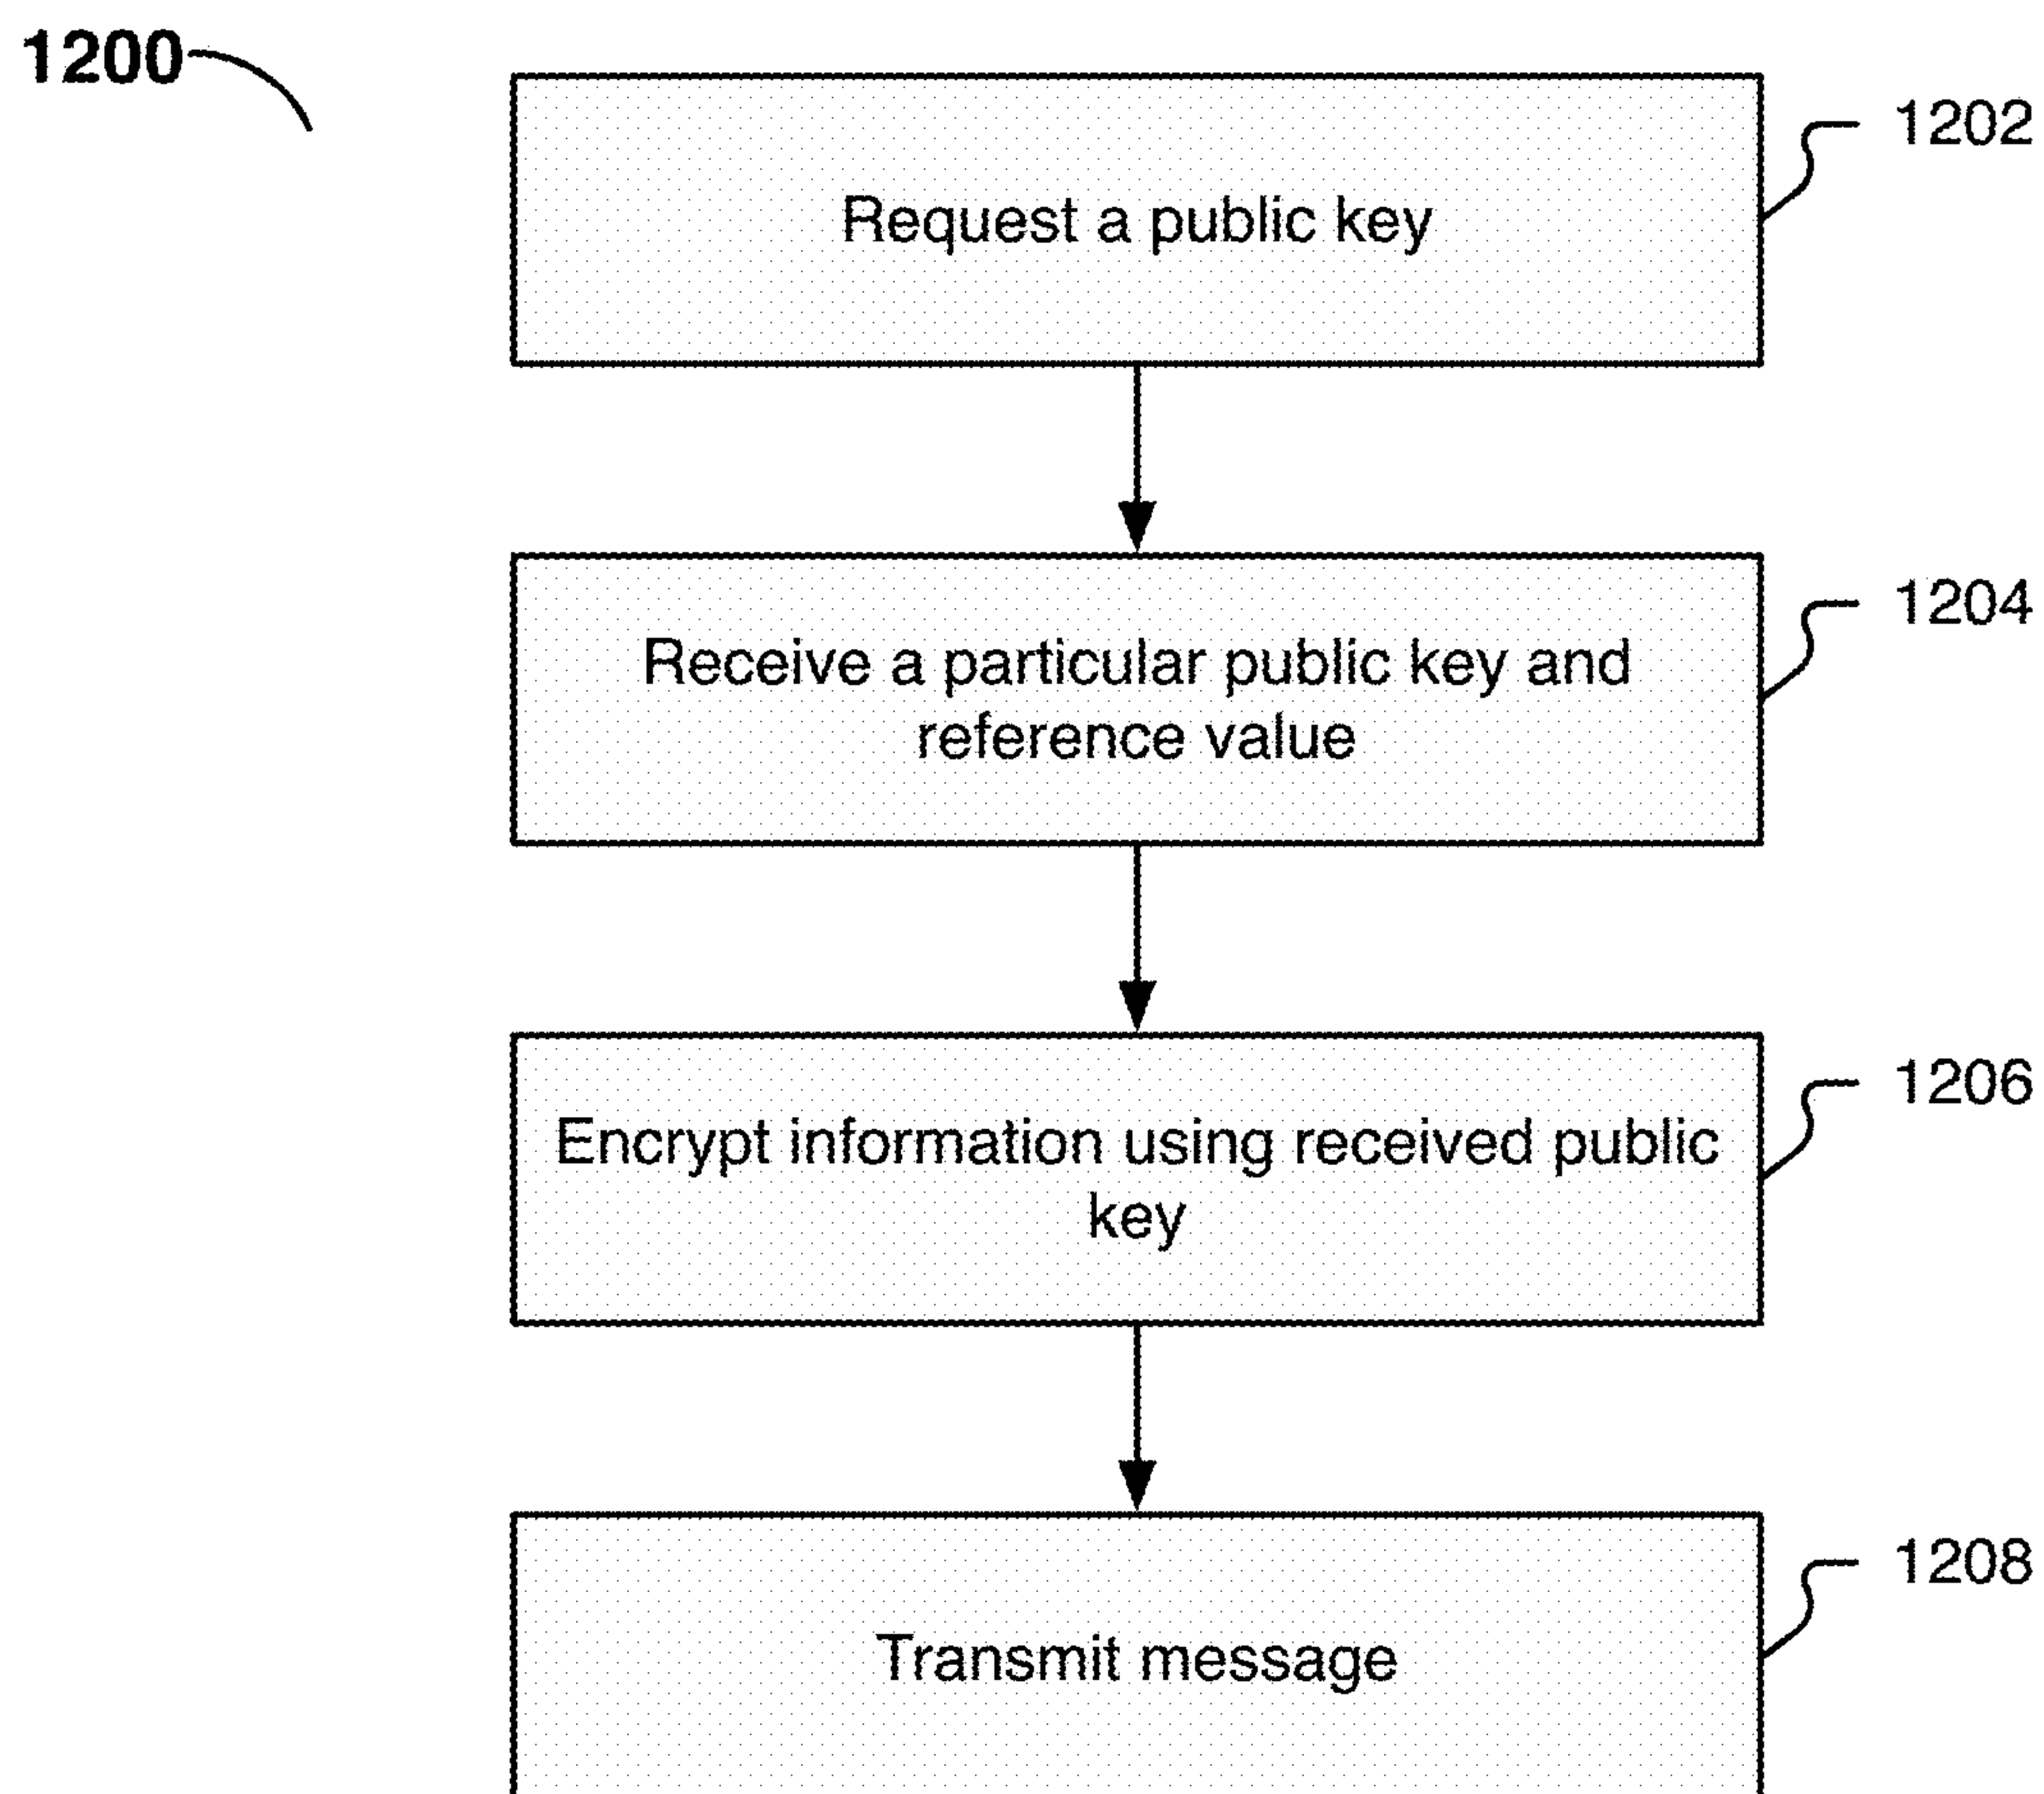 1200
1202
Request a public key
1204
Receive a particular public key and
reference value
1206
Encrypt information using received public
key
1208
Transmit message